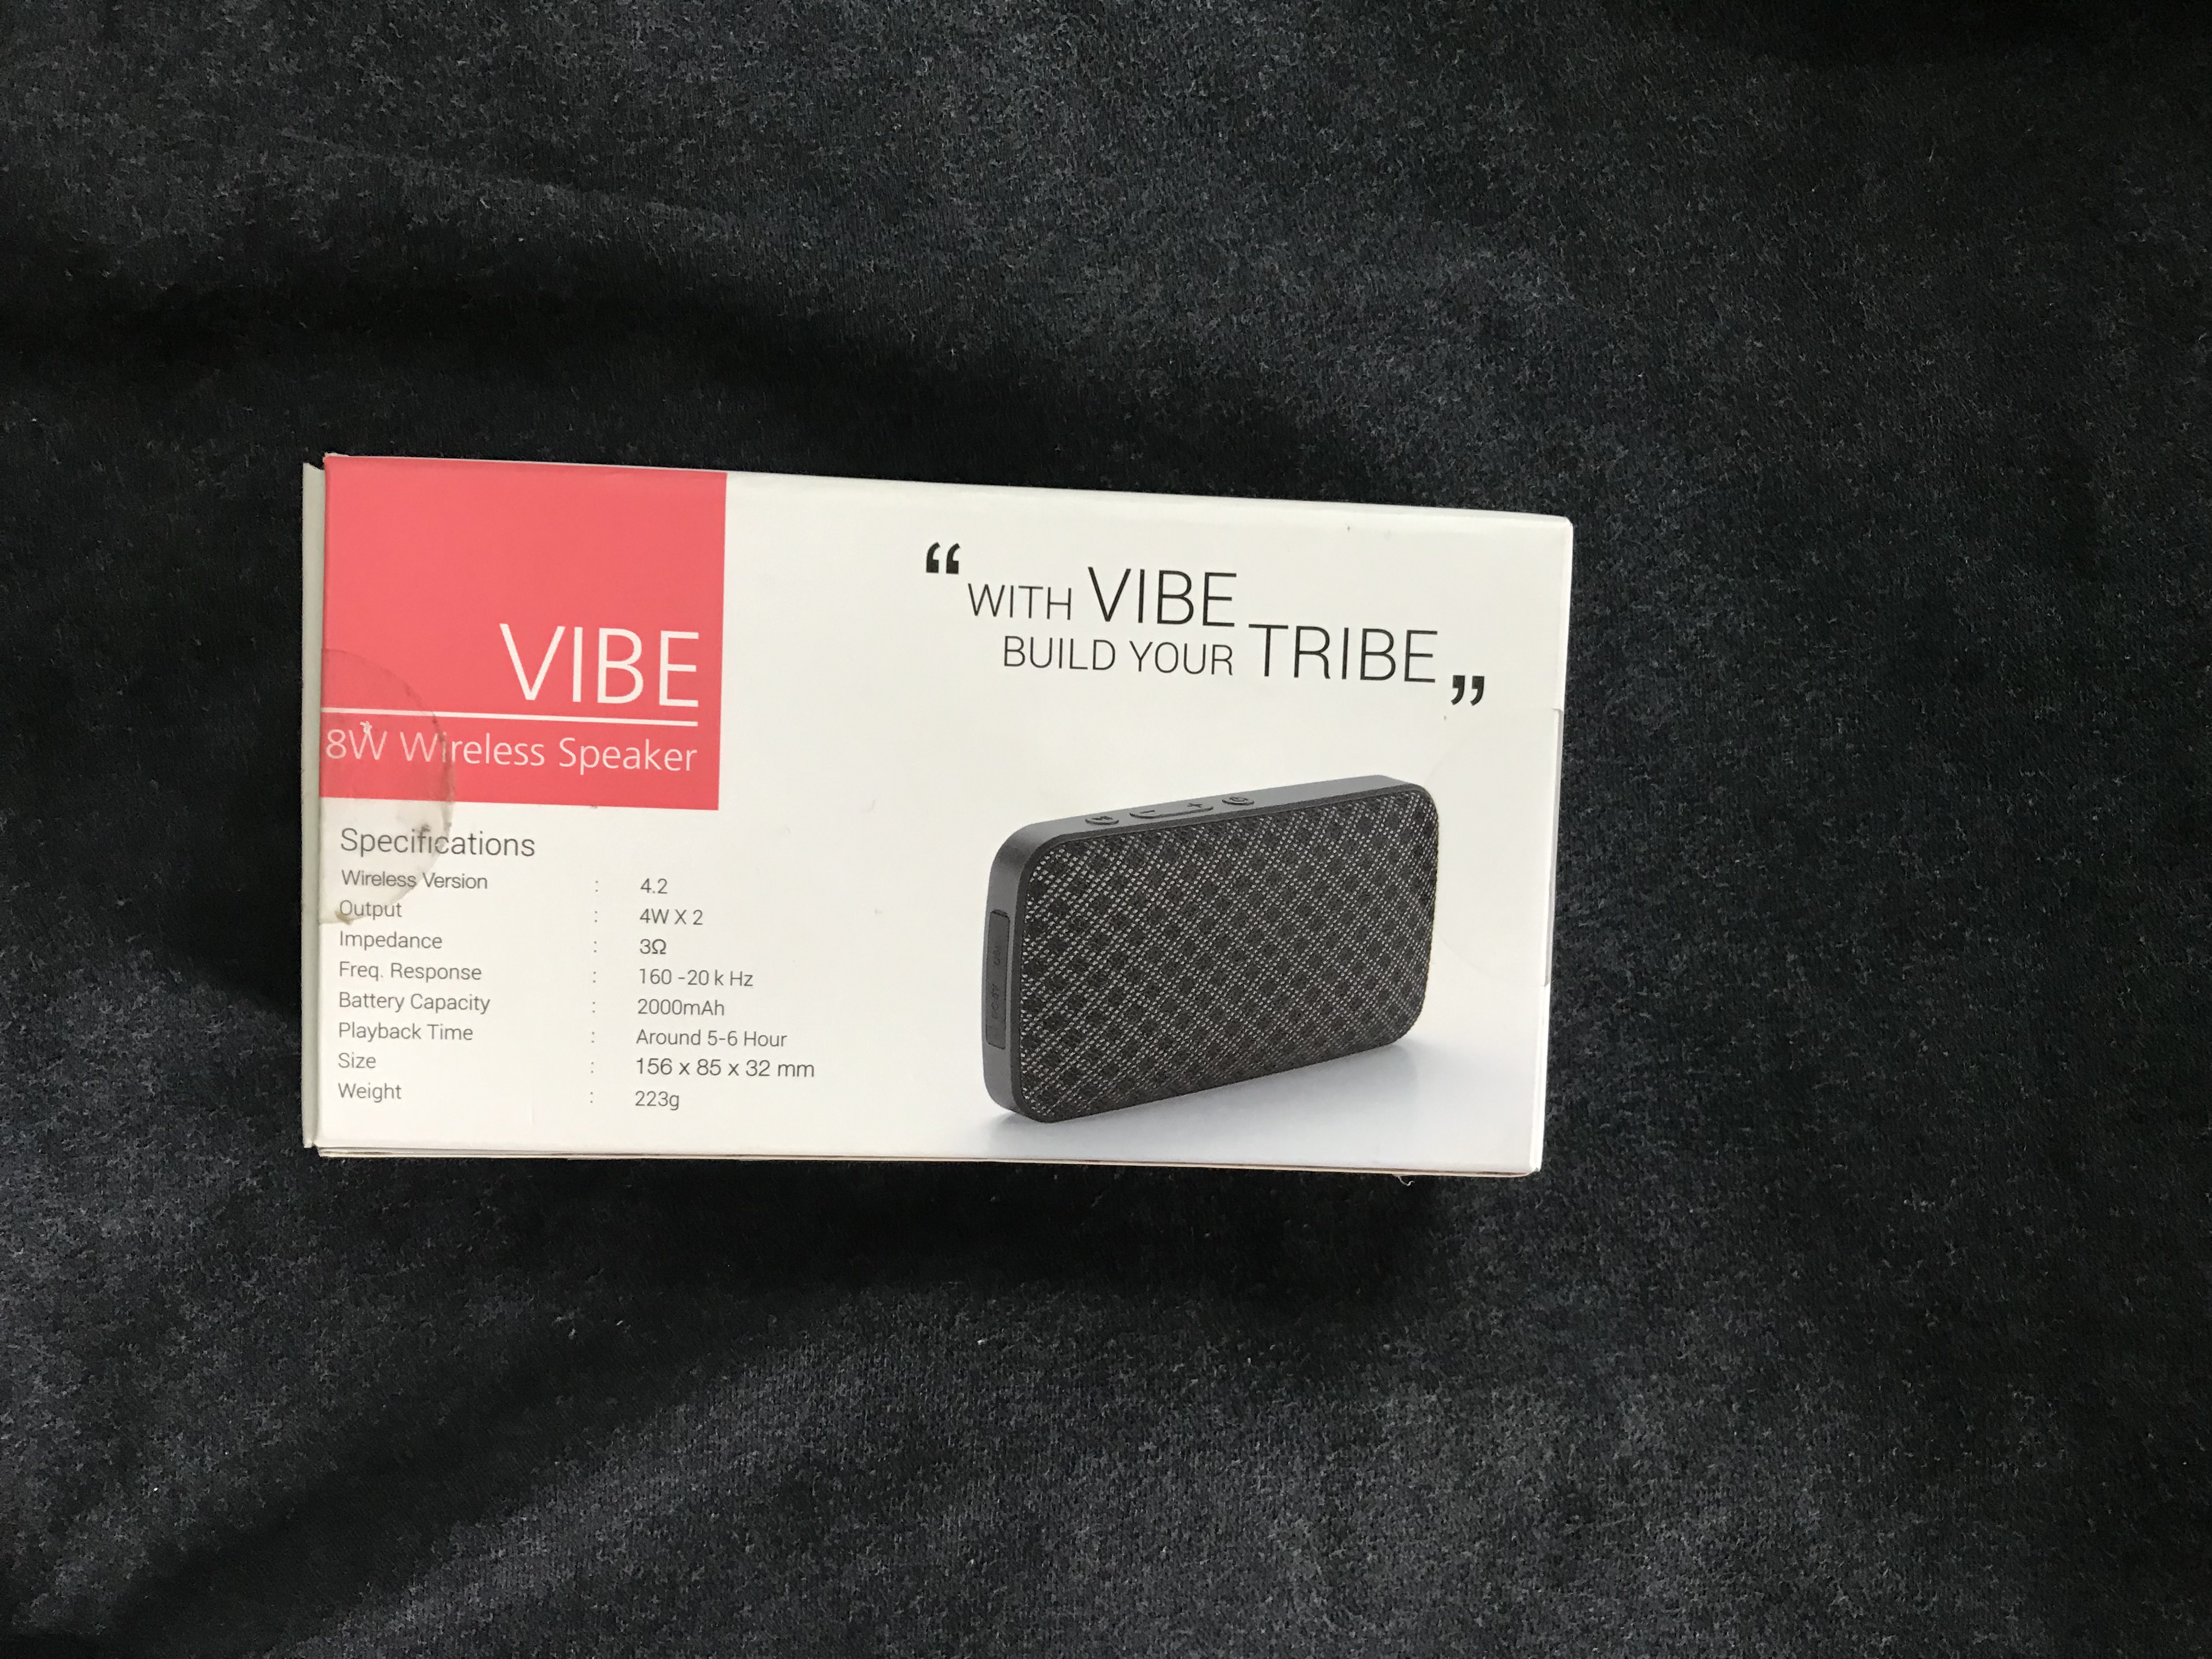 VIBE
8W Wireless Speaker
“ WITH VIBE
BUILD YOUR TRIBE ”
Specifications
Wireless Version : 4.2
Output : 4W X 2
Impedance : 3Ω
Freq. Response : 160 - 20 k Hz
Battery Capacity : 2000mAh
Playback Time : Around 5-6 Hour
Size : 156 x 85 x 32 mm
Weight : 223g